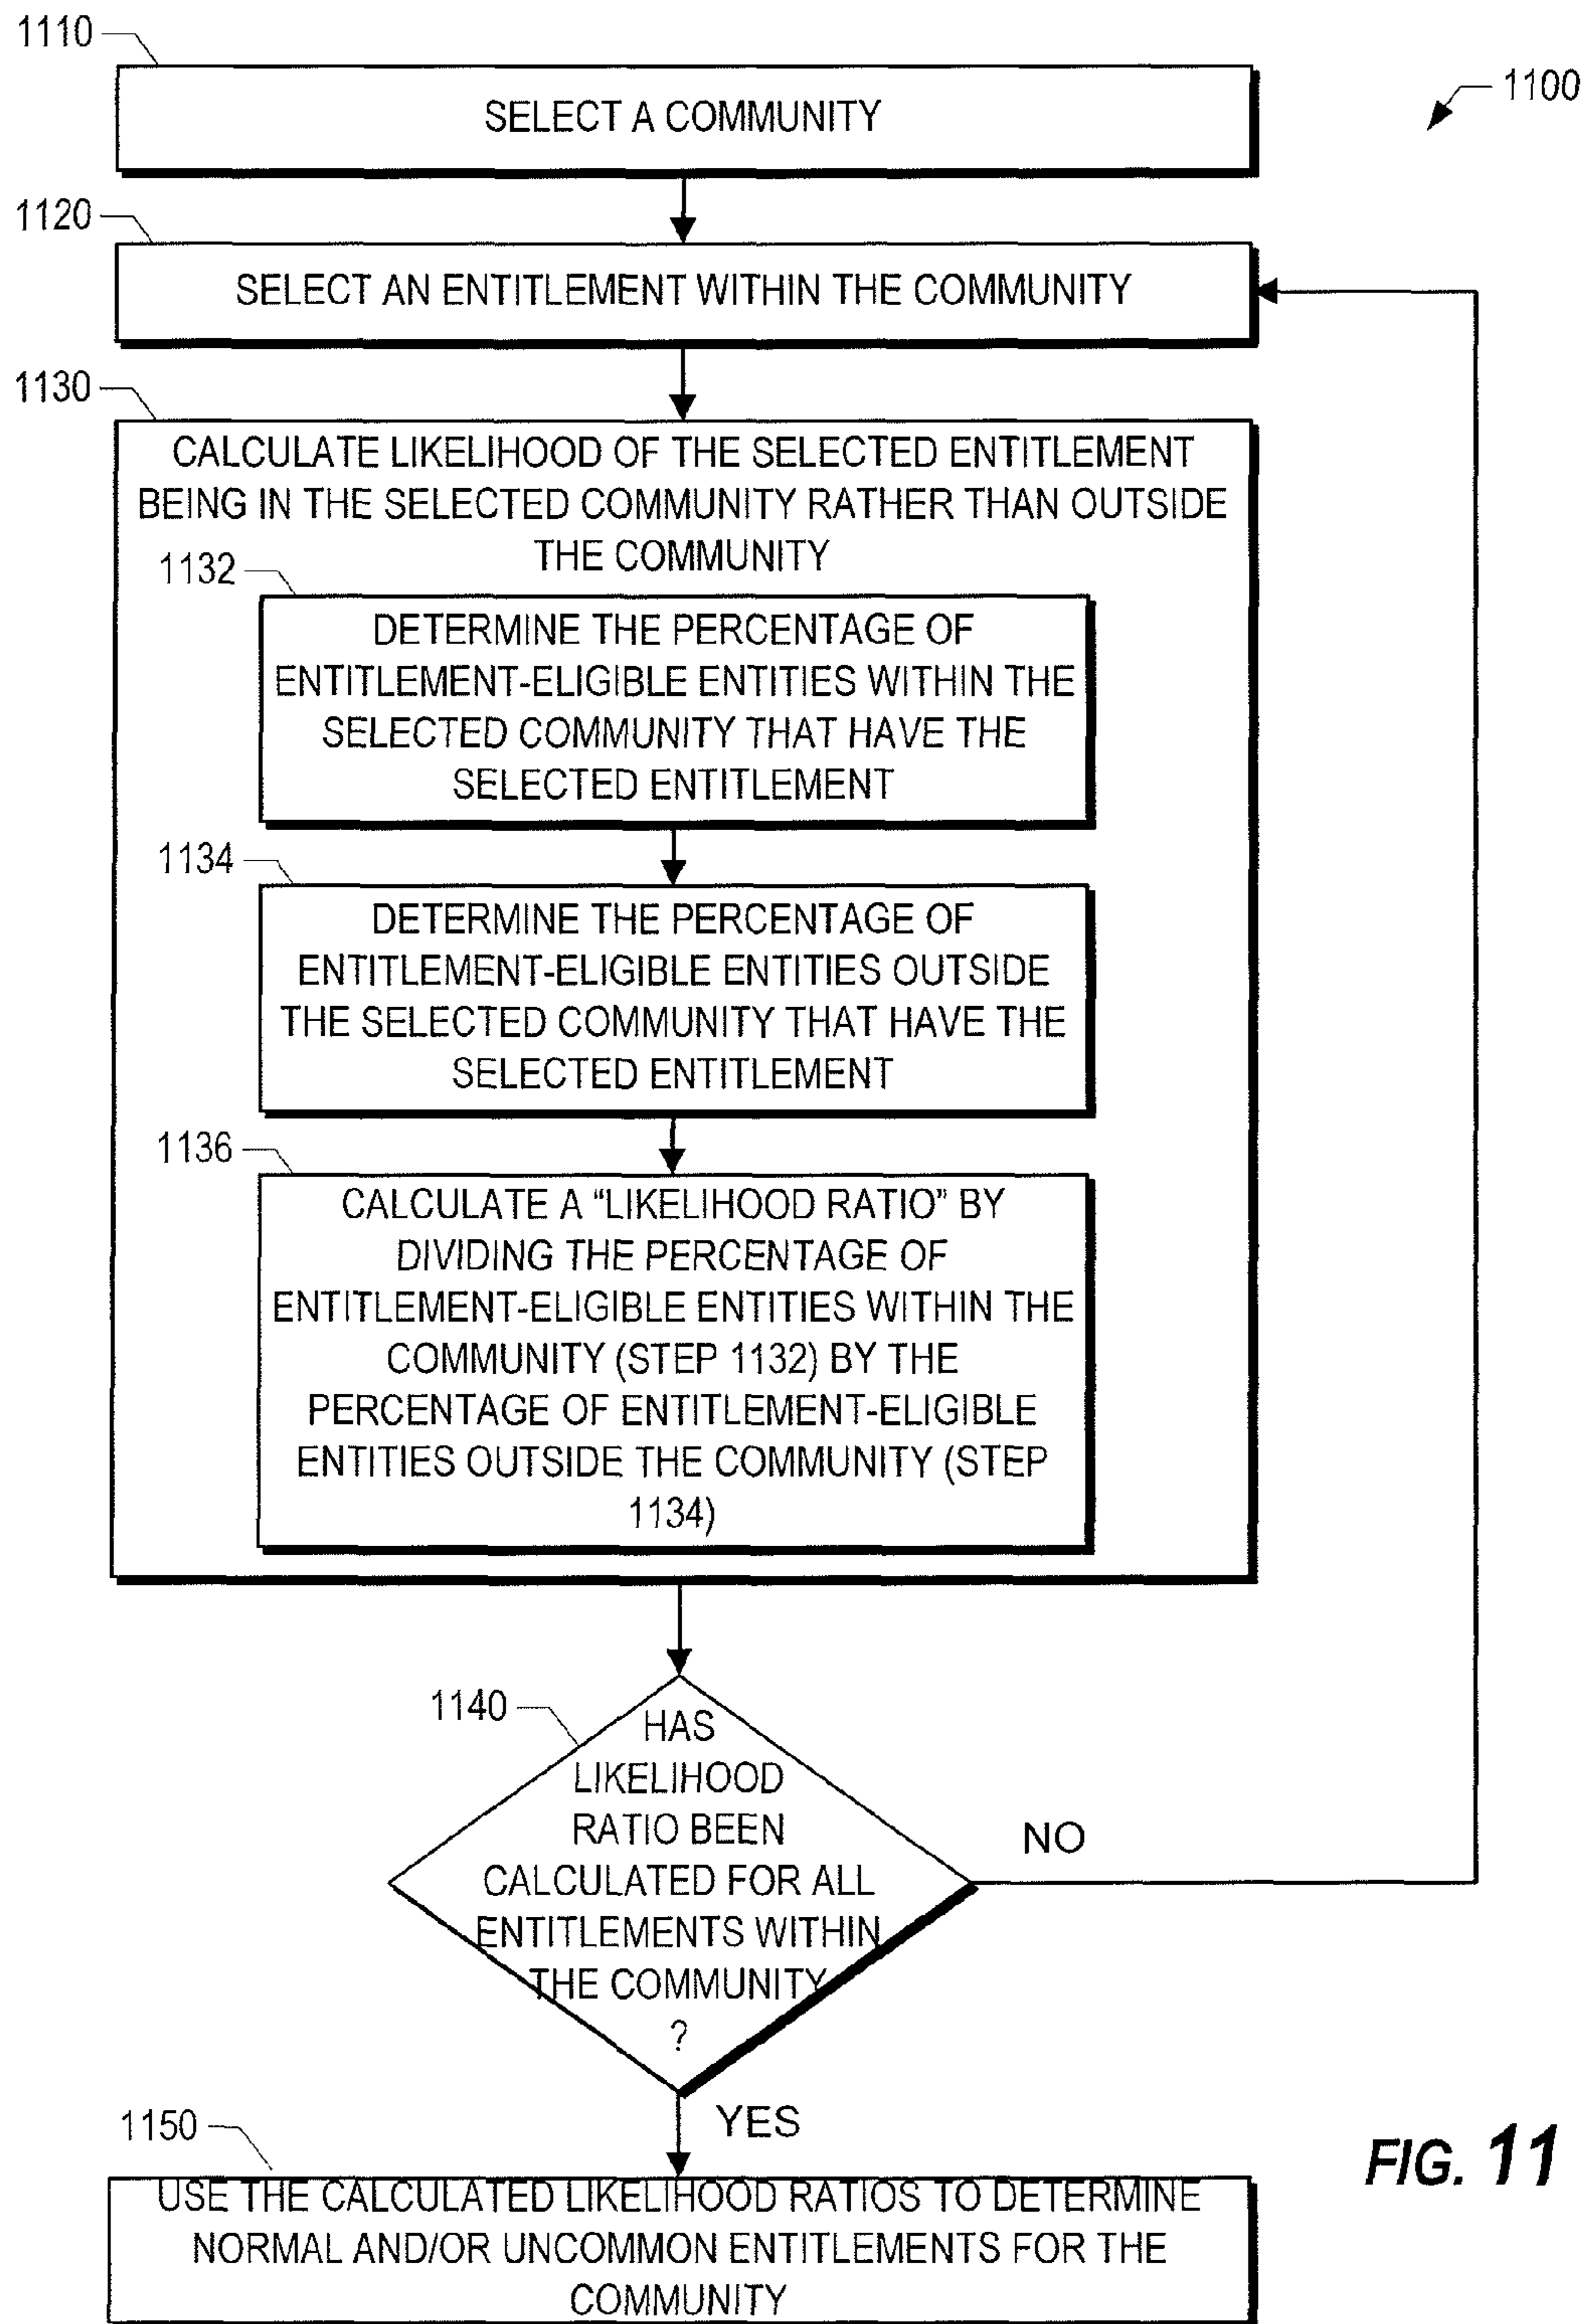 1110
SELECT A COMMUNITY
1100
1120
SELECT AN ENTITLEMENT WITHIN THE COMMUNITY
1130
CALCULATE LIKELIHOOD OF THE SELECTED ENTITLEMENT
BEING IN THE SELECTED COMMUNITY RATHER THAN OUTSIDE
THE COMMUNITY
1132
DETERMINE THE PERCENTAGE OF
ENTITLEMENT-ELIGIBLE ENTITIES WITHIN THE
SELECTED COMMUNITY THAT HAVE THE
SELECTED ENTITLEMENT
1134
DETERMINE THE PERCENTAGE OF
ENTITLEMENT-ELIGIBLE ENTITIES OUTSIDE
THE SELECTED COMMUNITY THAT HAVE THE
SELECTED ENTITLEMENT
1136
CALCULATE A “LIKELIHOOD RATIO” BY
DIVIDING THE PERCENTAGE OF
ENTITLEMENT-ELIGIBLE ENTITIES WITHIN THE
COMMUNITY (STEP 1132) BY THE
PERCENTAGE OF ENTITLEMENT-ELIGIBLE
ENTITIES OUTSIDE THE COMMUNITY (STEP
1134)
1140
HAS
LIKELIHOOD
RATIO BEEN
CALCULATED FOR ALL
ENTITLEMENTS WITHIN
THE COMMUNITY
?
NO
YES
1150
USE THE CALCULATED LIKELIHOOD RATIOS TO DETERMINE
NORMAL AND/OR UNCOMMON ENTITLEMENTS FOR THE
COMMUNITY
FIG. 11